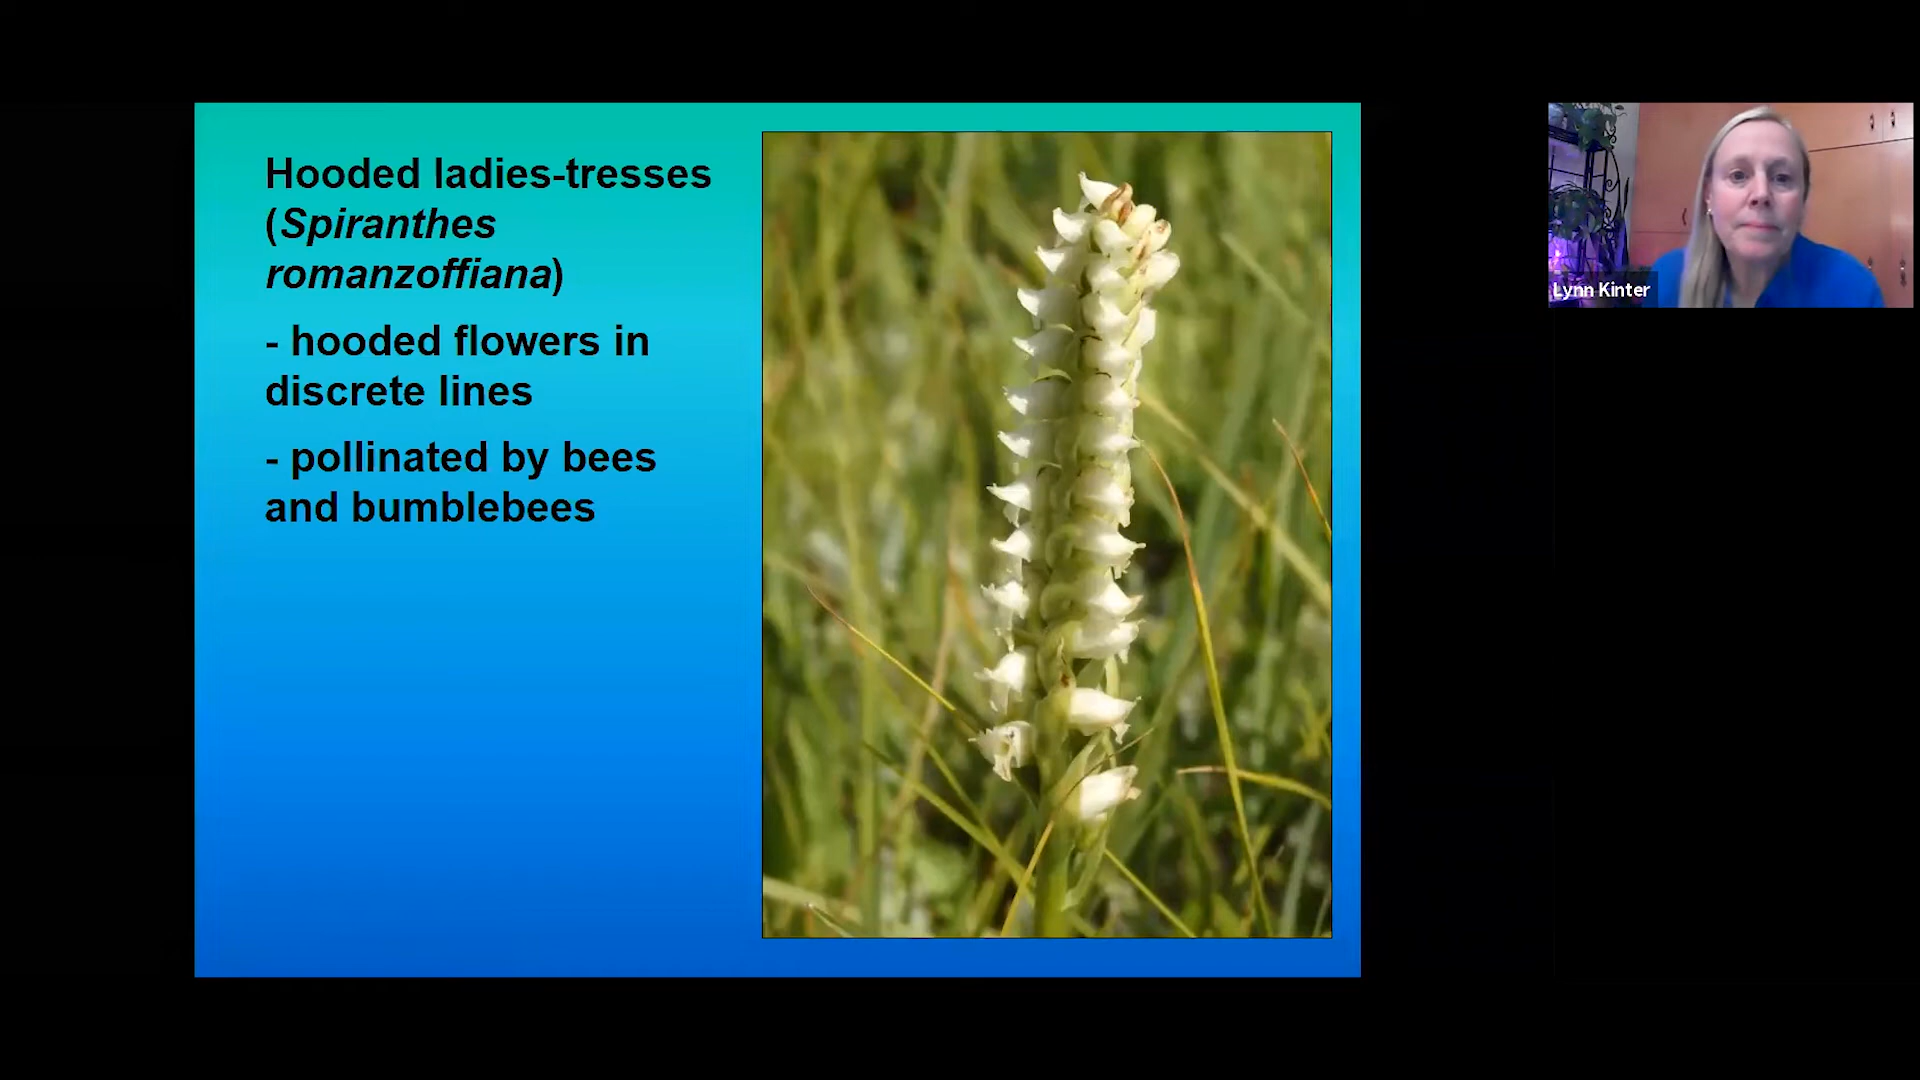 Hooded ladies-tresses
(Spiranthes
romanzoffiana)
- hooded flowers in
discrete lines
- pollinated by bees
and bumblebees
Lynn Kinter